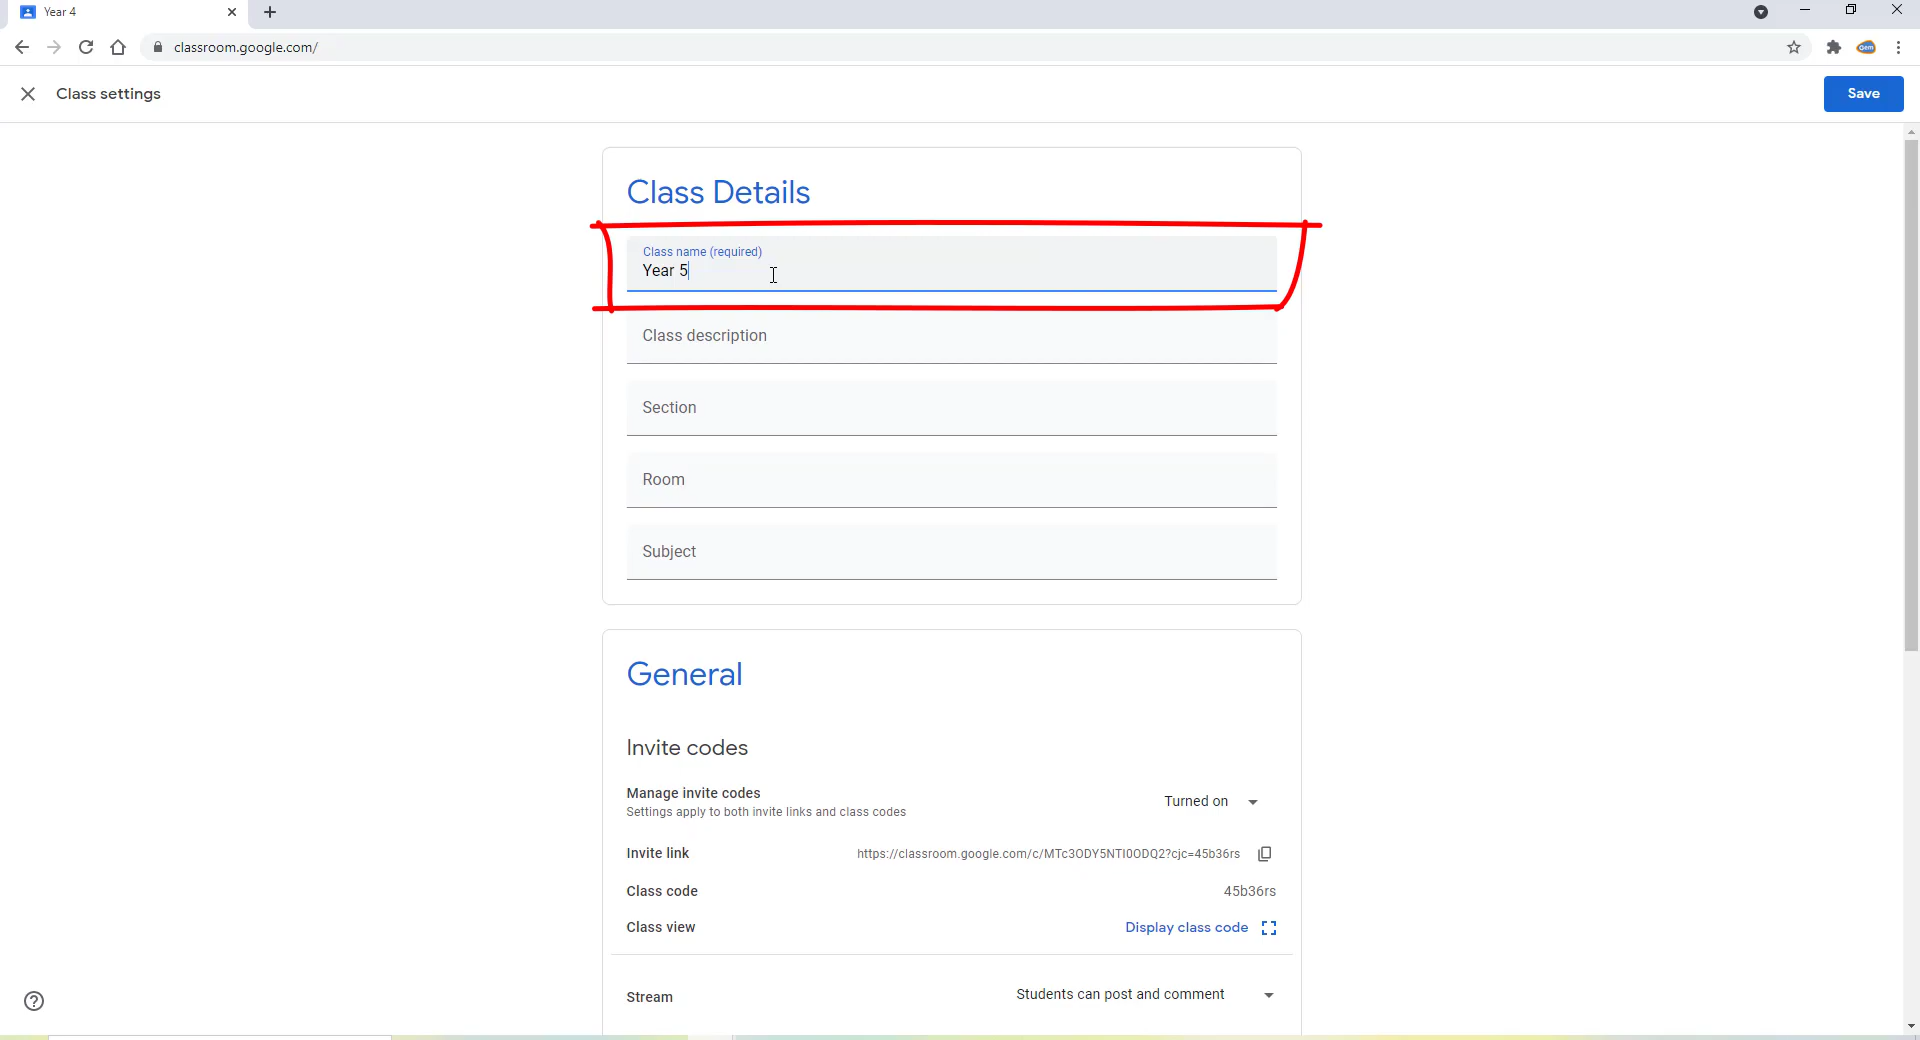 Year 4
classroom.google.com/
Gem
Class settings
Save
Class Details
Class name (required)
Year 5
Class description
Section
Room
Subject
General
Invite codes
Manage invite codes
Settings apply to both invite links and class codes
Turned on
Invite link
https://classroom.google.com/c/MTc3ODY5NTI0ODQ2?cjc=45b36rs
Class code
45b36rs
Class view
Display class code
Stream
Students can post and comment